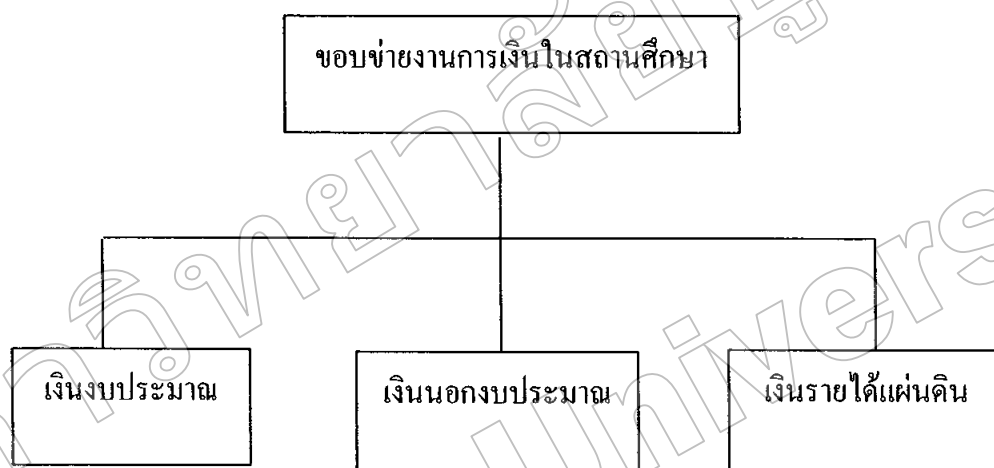 ขอบข่ายงานการเงินในสถานศึกษา
เงินงบประมาณ
เงินนอกงบประมาณ
เงินรายได้แผ่นดิน